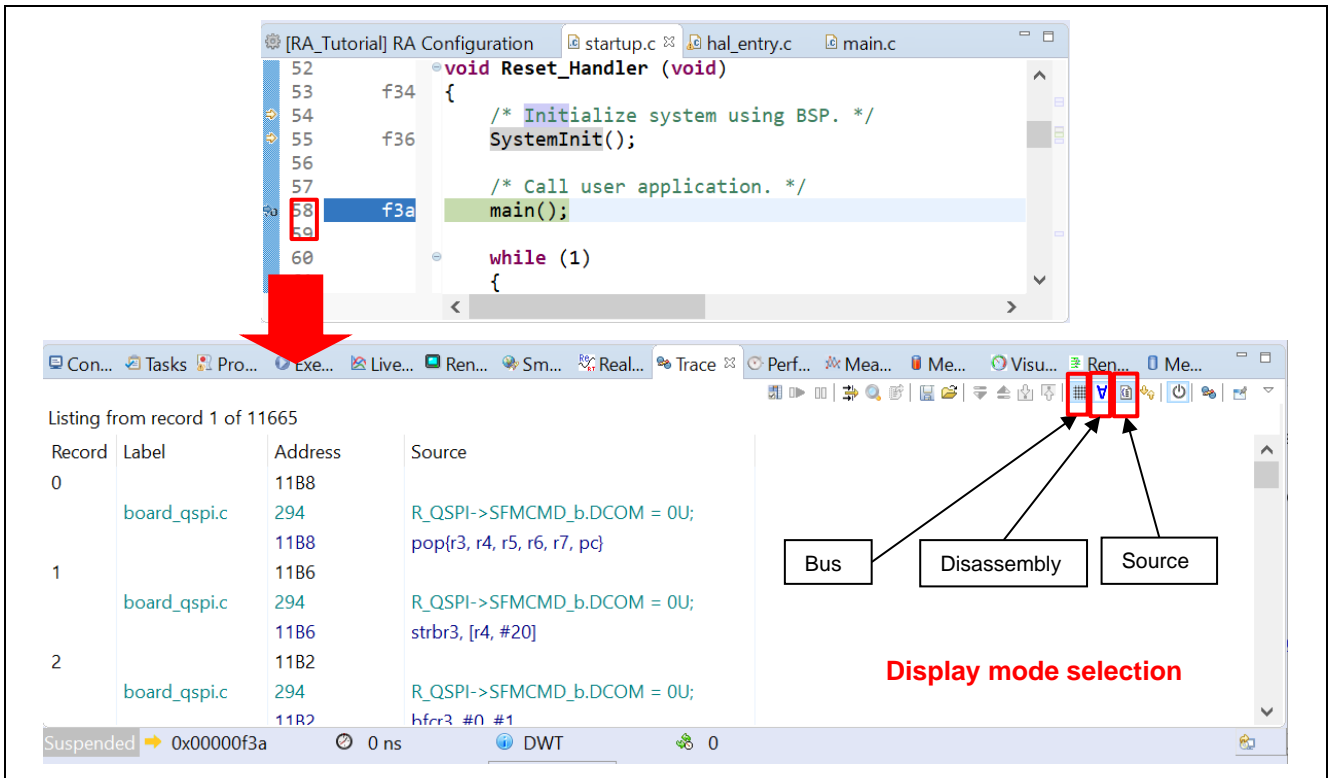 [RA_Tutorial] RA Configuration startup.c hal_entry.c main.c
52 void Reset_Handler (void)
53 f34 {
54 /* Initialize system using BSP. */
55 f36 SystemInit();
56
57 /* Call user application. */
58 f3a main();
59
60 while (1)
{
Con... Tasks Pro... Exe... Live... Ren... Sm... Real... Trace Perf... Mea... Me... Visu... Ren... Me...
Listing from record 1 of 11665
Record Label Address Source
0 11B8
board_qspi.c 294 R_QSPI->SFMCMD_b.DCOM = 0U;
11B8 pop{r3, r4, r5, r6, r7, pc}
1 11B6
board_qspi.c 294 R_QSPI->SFMCMD_b.DCOM = 0U;
11B6 strbr3, [r4, #20]
2 11B2
board_qspi.c 294 R_QSPI->SFMCMD_b.DCOM = 0U;
11B2 bfcr3, #0, #1
Bus
Disassembly
Source
Display mode selection
Suspended 0x00000f3a 0 ns DWT 0